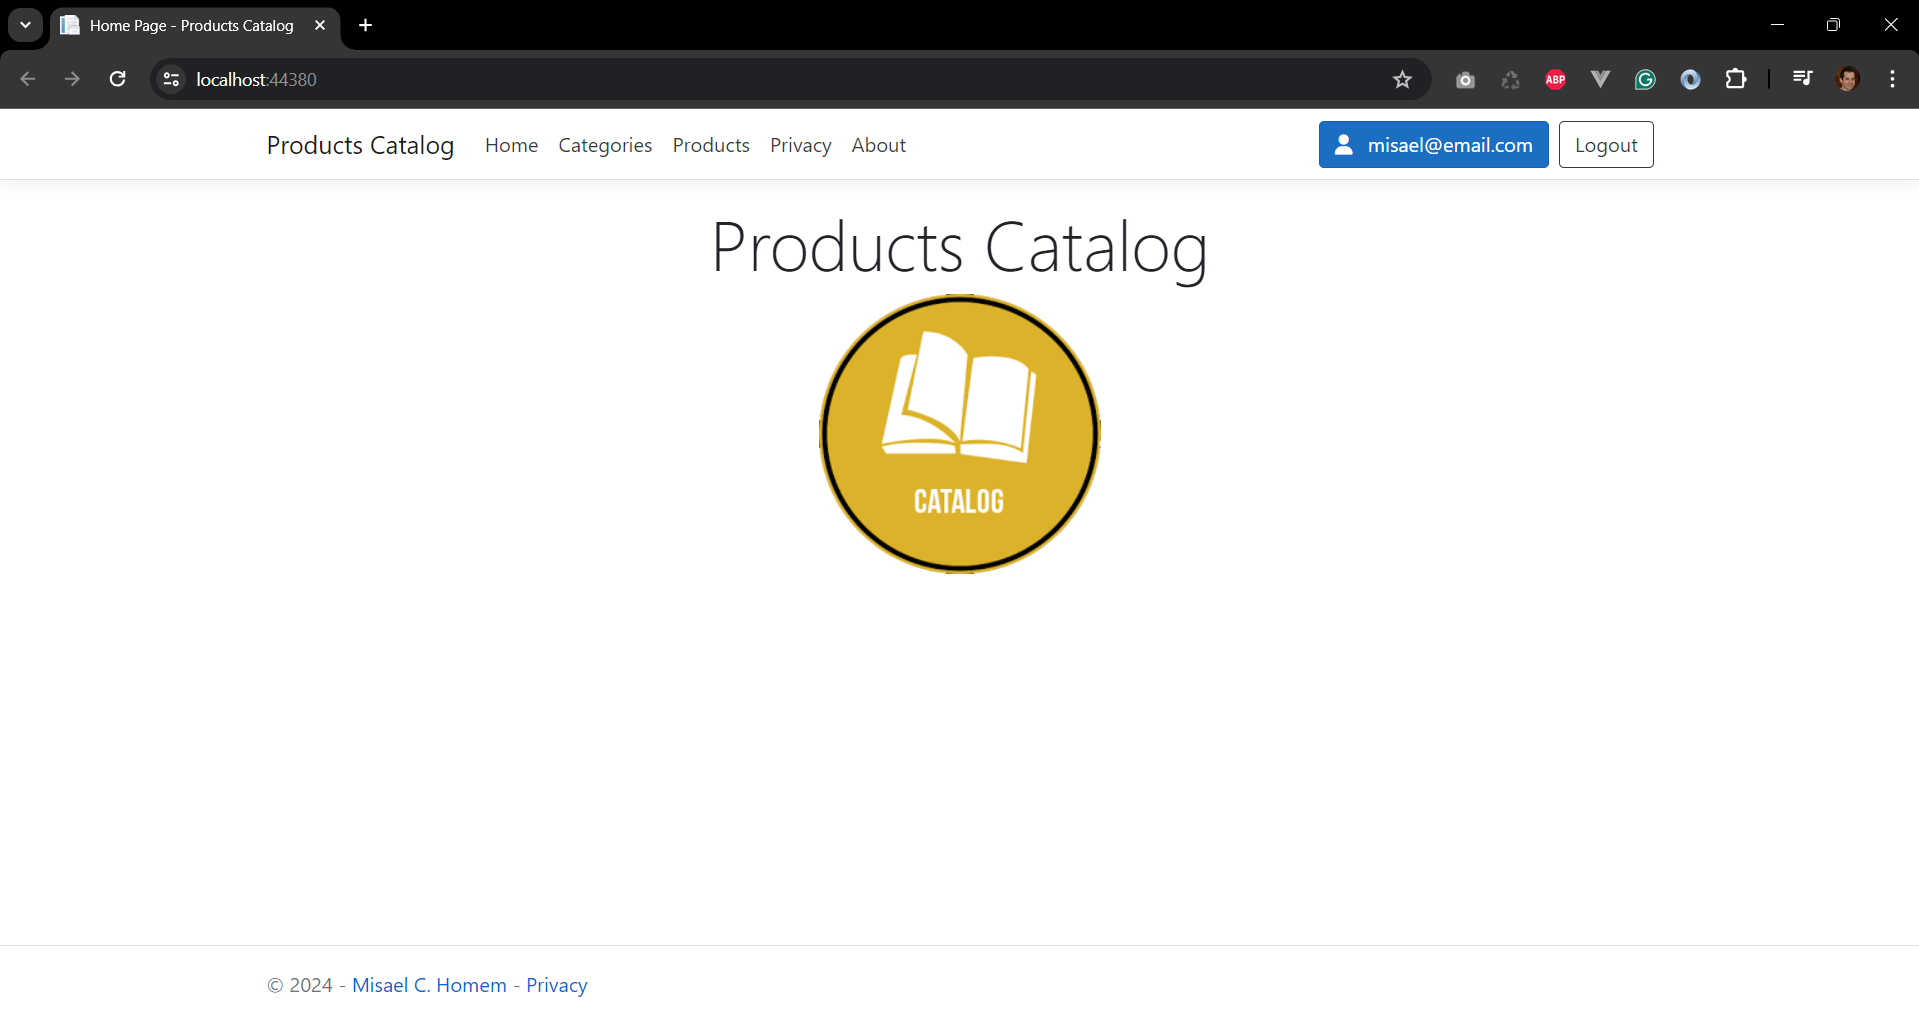 Home Page - Products Catalog
localhost:44380
ABP
Products Catalog Home Categories Products Privacy About misael@email.com Logout
Products Catalog
CATALOG
© 2024 - Misael C. Homem - Privacy